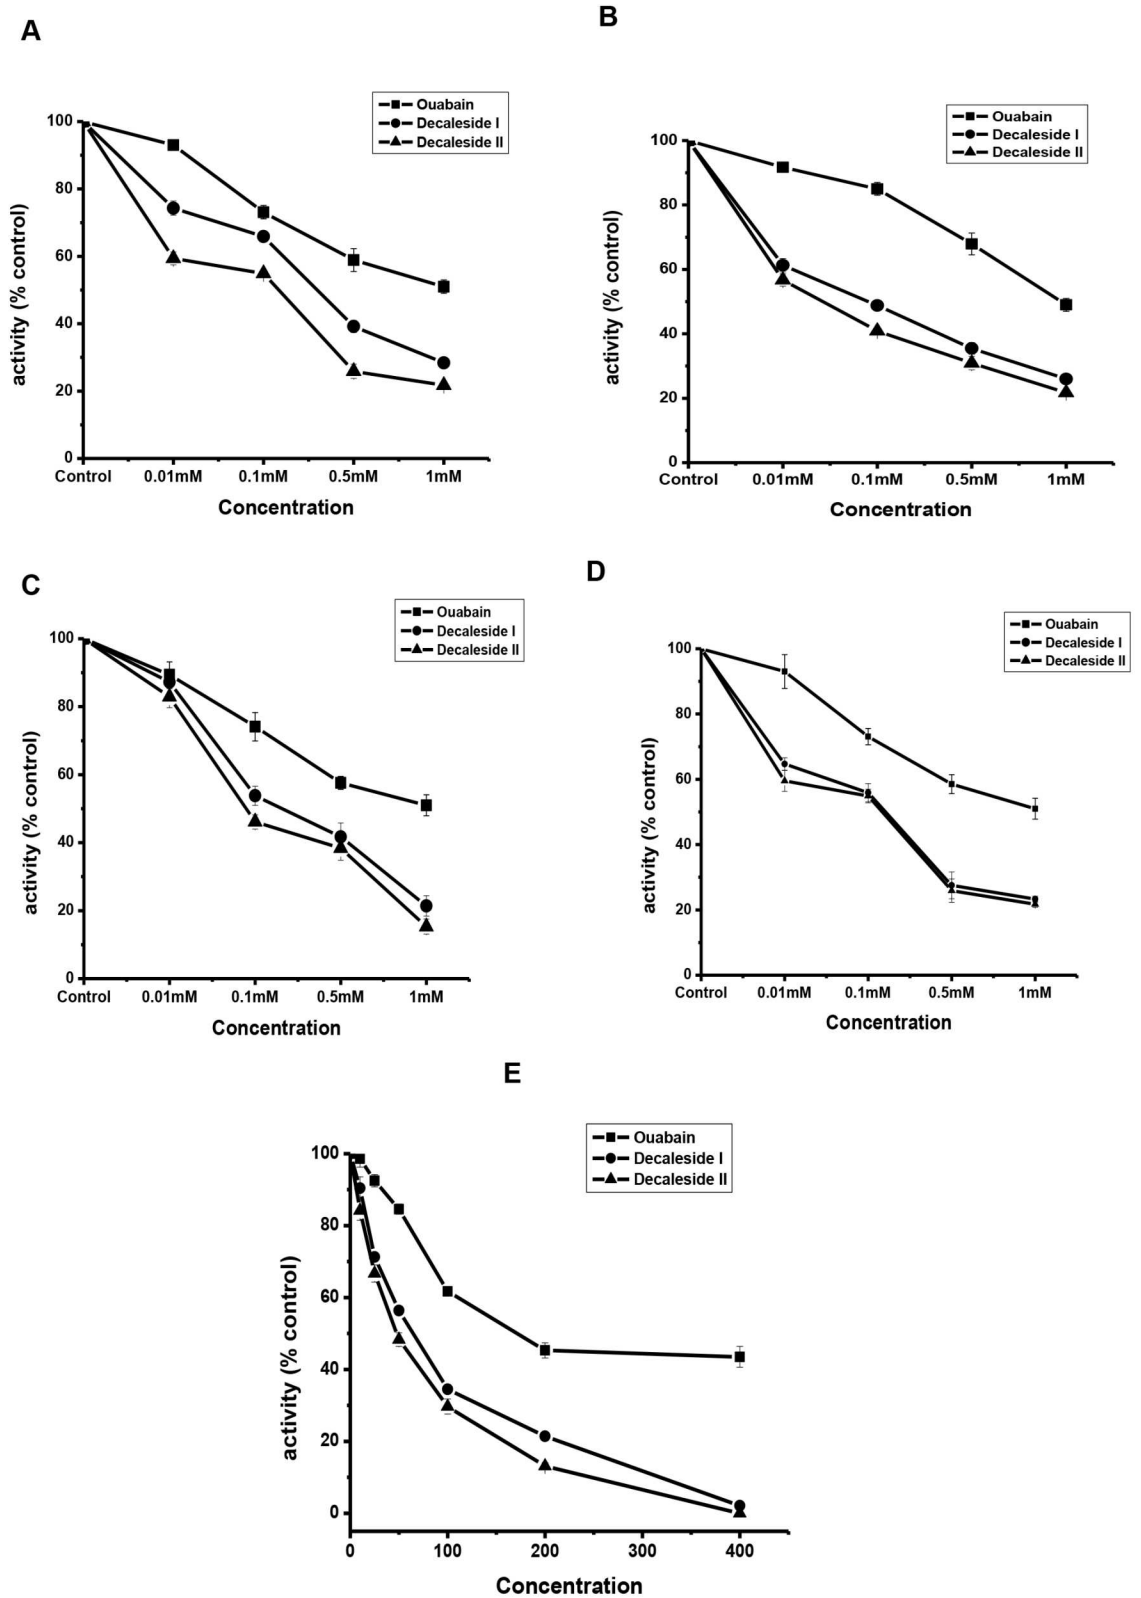 A
Ouabain
Decaleside I
Decaleside II
100
80
60
40
20
0
activity (% control)
Control 0.01mM 0.1mM 0.5mM 1mM
Concentration
B
Ouabain
Decaleside I
Decaleside II
100
80
60
40
20
0
activity (% control)
Control 0.01mM 0.1mM 0.5mM 1mM
Concentration
C
Ouabain
Decaleside I
Decaleside II
100
80
60
40
20
0
activity (% control)
Control 0.01mM 0.1mM 0.5mM 1mM
Concentration
D
Ouabain
Decaleside I
Decaleside II
100
80
60
40
20
0
activity (% control)
Control 0.01mM 0.1mM 0.5mM 1mM
Concentration
E
Ouabain
Decaleside I
Decaleside II
100
80
60
40
20
0
activity (% control)
0 100 200 300 400
Concentration